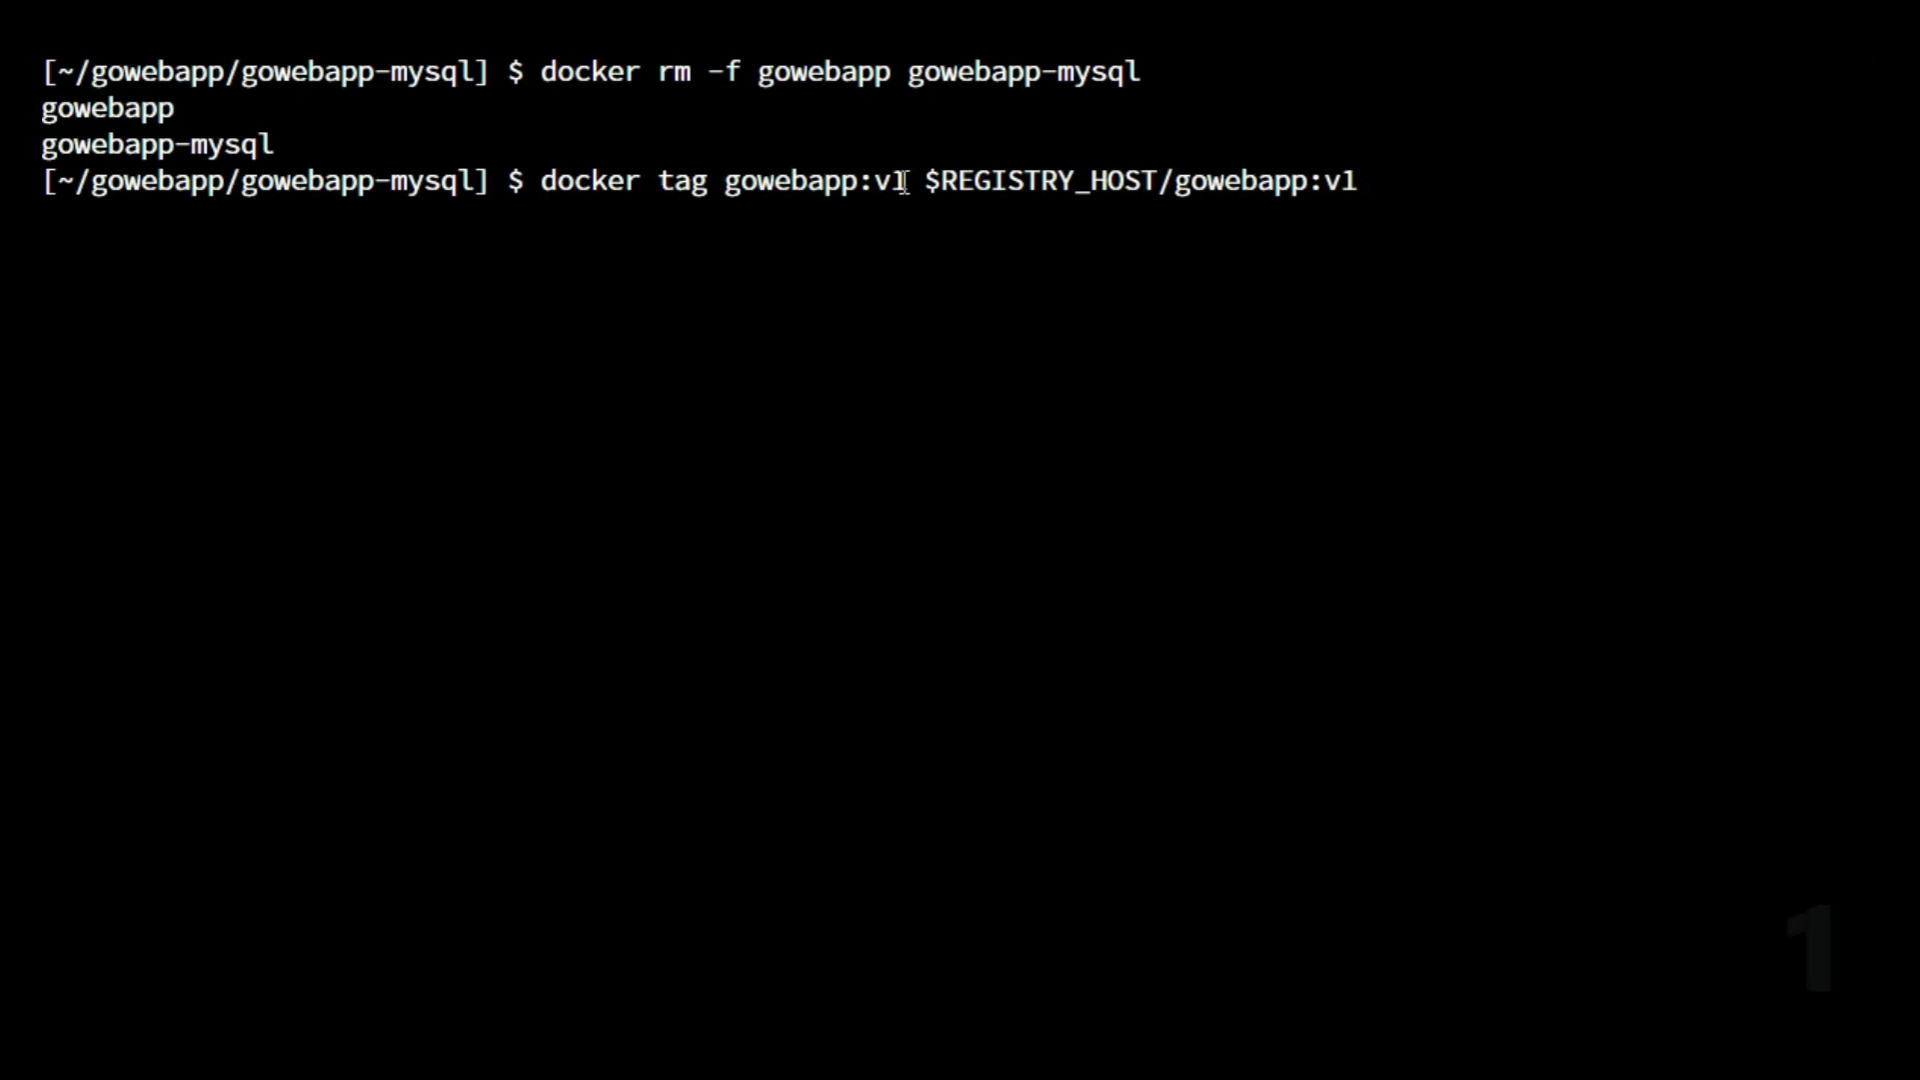 [~/gowebapp/gowebapp-mysql] $ docker rm -f gowebapp gowebapp-mysql
gowebapp
gowebapp-mysql
[~/gowebapp/gowebapp-mysql] $ docker tag gowebapp:v1 $REGISTRY_HOST/gowebapp:v1
1